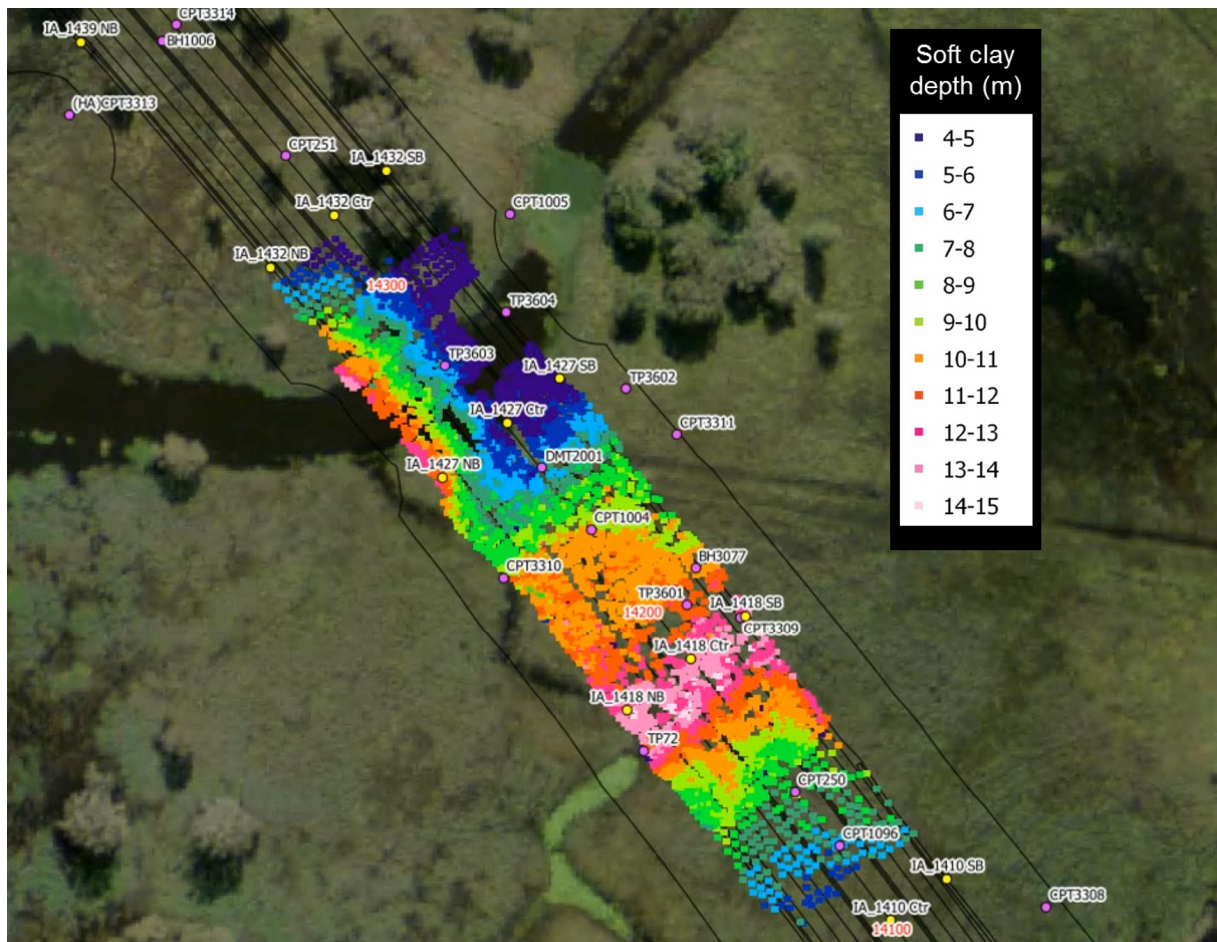 CPT3314
IA_1439 NB
BH1006
Soft clay
depth (m)
(HA)CPT3313
4-5
CPT251
IA_1432 SB
5-6
IA_1432 Ctr
CPT1005
6-7
7-8
IA_1432 NB
14300
8-9
TP3604
9-10
TP3603
IA_1427 SB
10-11
TP3602
11-12
IA_1427 Ctr
CPT3311
12-13
IA_1427 NB
DMT2001
13-14
14-15
CPT1004
CPT3310
BH3077
TP3601
IA_1418 SB
14200
CPT3309
IA_1418 Ctr
IA_1418 NB
TP72
CPT250
CPT1096
IA_1410 SB
CPT3308
IA_1410 Ctr
14100